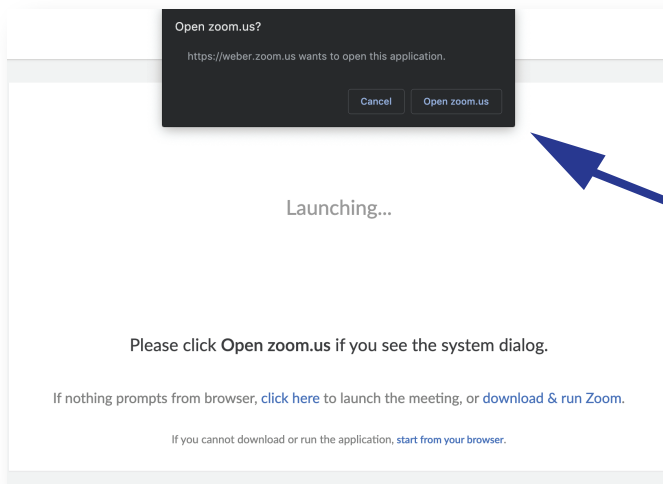 Open zoom.us?
https://weber.zoom.us wants to open this application.
Cancel Open zoom.us
Launching...
Please click Open zoom.us if you see the system dialog.
If nothing prompts from browser, click here to launch the meeting, or download & run Zoom.
If you cannot download or run the application, start from your browser.